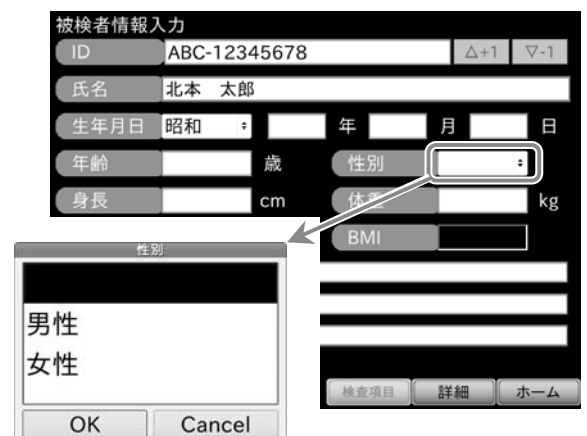 被検者情報入力
ID ABC-12345678 △+1 ▽-1
氏名 北本 太郎
生年月日 昭和 年 月 日
年齢 歳 性別
身長 cm 体重 kg
BMI
性別
男性
女性
OK Cancel
検査項目 詳細 ホーム